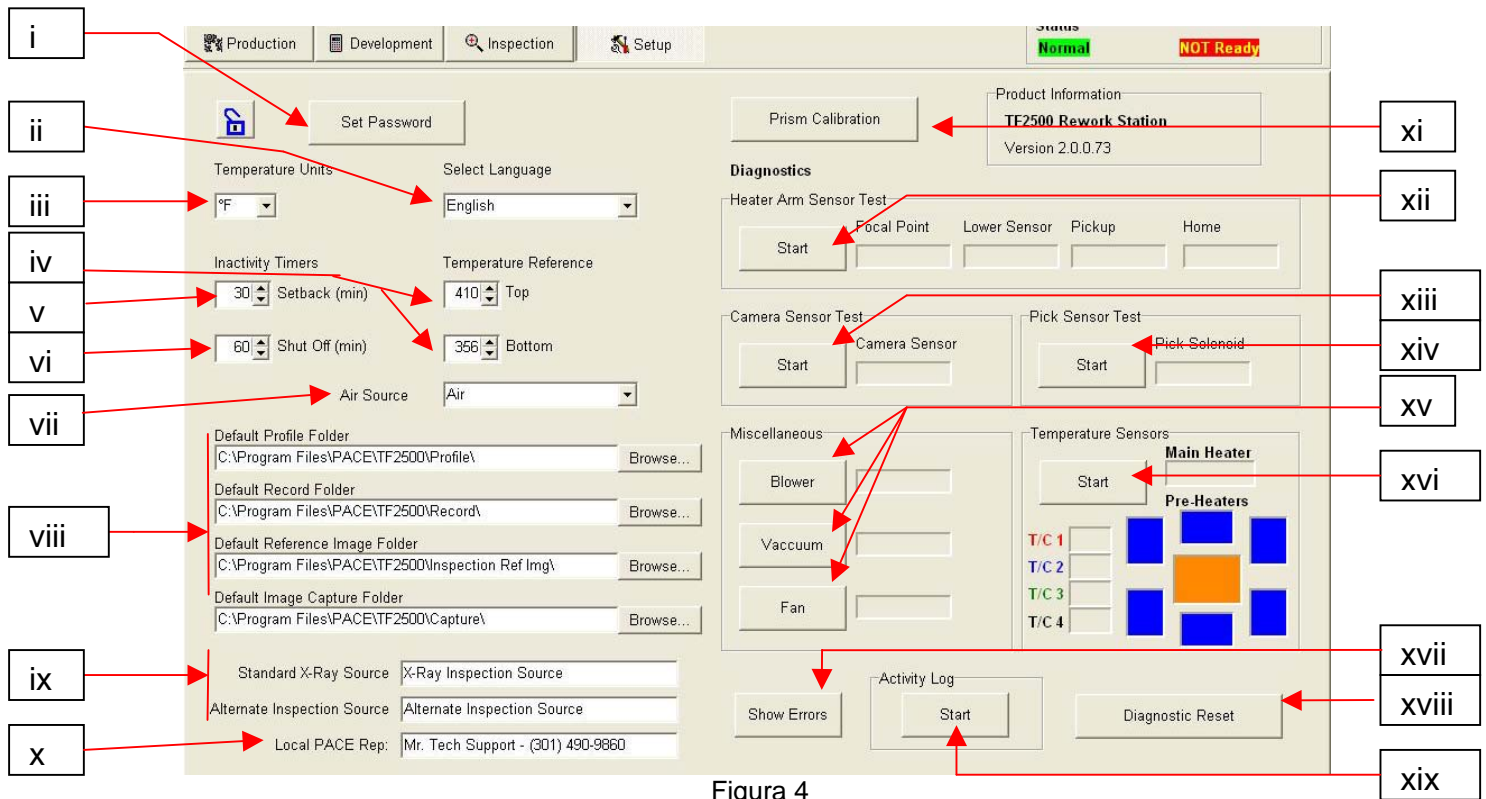 i
ii
iii
iv
v
vi
vii
viii
ix
x
Production Development Inspection Setup
Status
Normal NOT Ready
Set Password
Temperature Units Select Language
°F English
Inactivity Timers Temperature Reference
30 Setback (min) 410 Top
60 Shut Off (min) 356 Bottom
Air Source Air
Default Profile Folder
C:\Program Files\PACE\TF2500\Profile\ Browse...
Default Record Folder
C:\Program Files\PACE\TF2500\Record\ Browse...
Default Reference Image Folder
C:\Program Files\PACE\TF2500\Inspection Ref Img\ Browse...
Default Image Capture Folder
C:\Program Files\PACE\TF2500\Capture\ Browse...
Standard X-Ray Source X-Ray Inspection Source
Alternate Inspection Source Alternate Inspection Source
Local PACE Rep: Mr. Tech Support - (301) 490-9860
Prism Calibration
Product Information
TF2500 Rework Station
Version 2.0.0.73
Diagnostics
Heater Arm Sensor Test
Start Focal Point Lower Sensor Pickup Home
Camera Sensor Test
Start Camera Sensor
Pick Sensor Test
Start Pick Solenoid
Miscellaneous
Blower
Vaccuum
Fan
Temperature Sensors
Start Main Heater
Pre-Heaters
T/C 1
T/C 2
T/C 3
T/C 4
Show Errors
Activity Log
Start
Diagnostic Reset
xi
xii
xiii
xiv
xv
xvi
xvii
xviii
xix
Figura 4